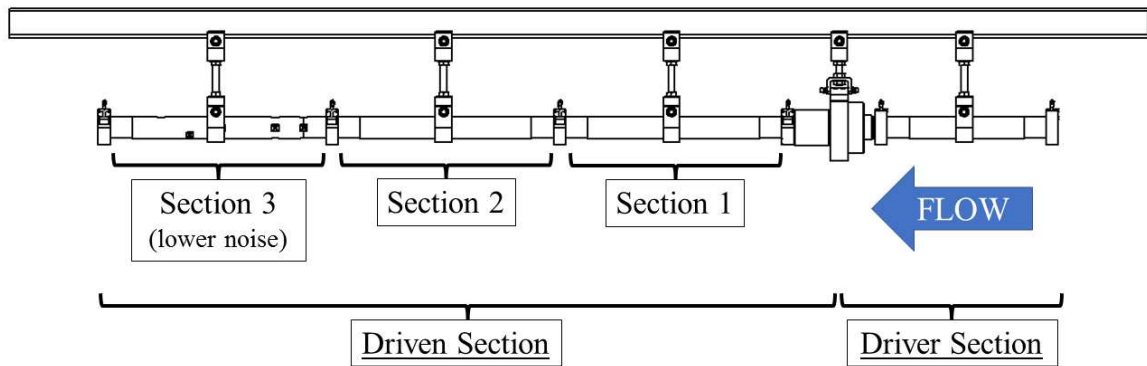 Section 3
(lower noise)
Section 2
Section 1
FLOW
Driven Section
Driver Section